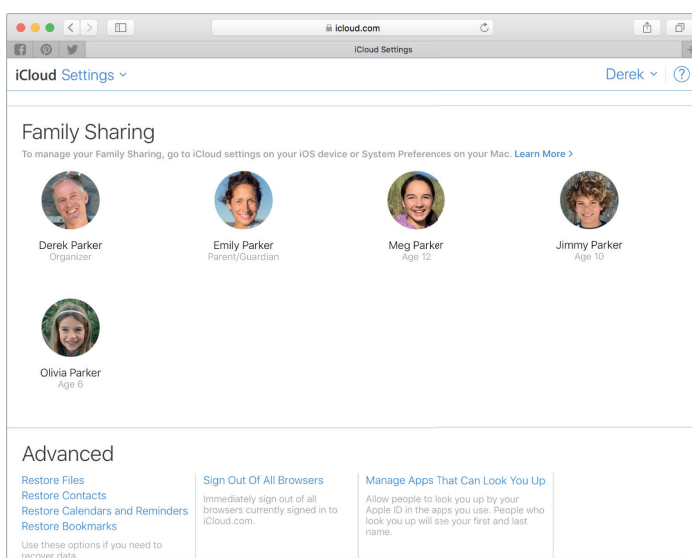 icloud.com
iCloud Settings
iCloud Settings
Derek
?
Family Sharing
To manage your Family Sharing, go to iCloud settings on your iOS device or System Preferences on your Mac. Learn More >
Derek Parker
Organizer
Emily Parker
Parent/Guardian
Meg Parker
Age 12
Jimmy Parker
Age 10
Olivia Parker
Age 6
Advanced
Restore Files
Restore Contacts
Restore Calendars and Reminders
Restore Bookmarks
Use these options if you need to
recover data
Sign Out Of All Browsers
Immediately sign out of all
browsers currently signed in to
iCloud.com.
Manage Apps That Can Look You Up
Allow people to look you up by your
Apple ID in the apps you use. People who
look you up will see your first and last
name.